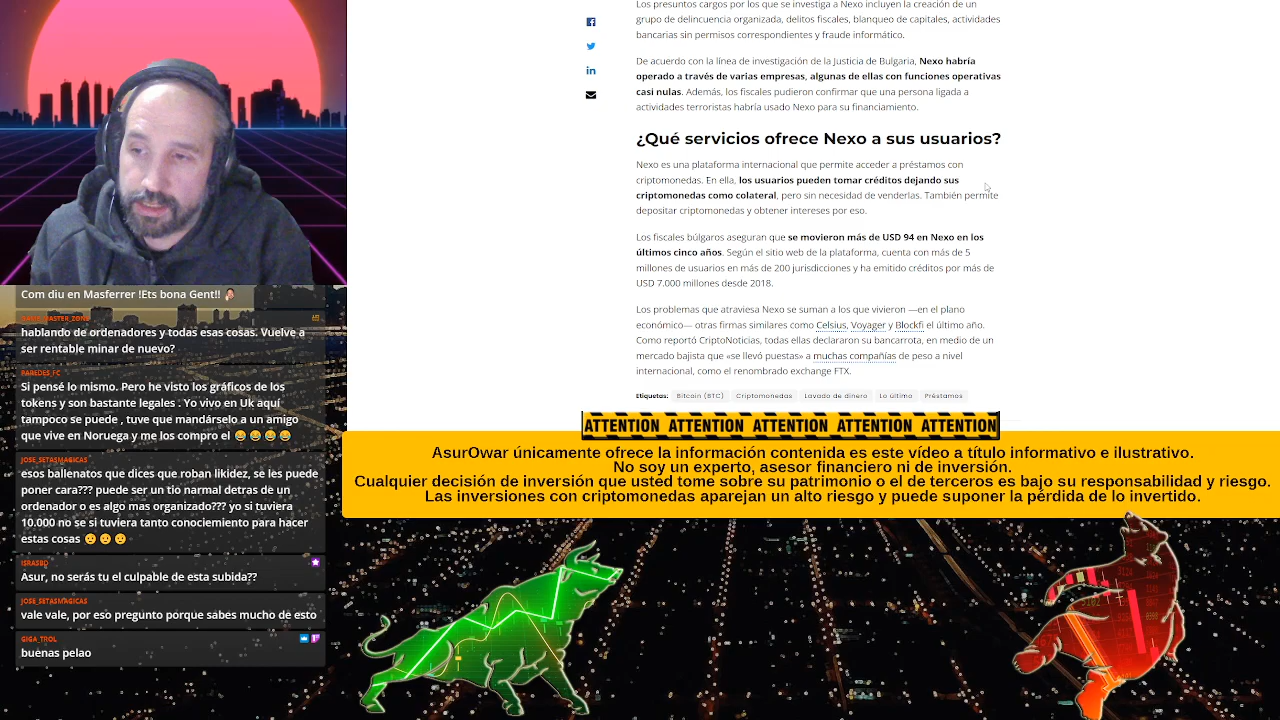 Los presuntos cargos por los que se investiga a Nexo incluyen la creación de un
grupo de delincuencia organizada, delitos fiscales, blanqueo de capitales, actividades
bancarias sin permisos correspondientes y fraude informático.
De acuerdo con la línea de investigación de la Justicia de Bulgaria, Nexo habría
operado a través de varias empresas, algunas de ellas con funciones operativas
casi nulas. Además, los fiscales pudieron confirmar que una persona ligada a
actividades terroristas habría usado Nexo para su financiamiento.
¿Qué servicios ofrece Nexo a sus usuarios?
Nexo es una plataforma internacional que permite acceder a préstamos con
criptomonedas. En ella, los usuarios pueden tomar créditos dejando sus
criptomonedas como colateral, pero sin necesidad de venderlas. También permite
depositar criptomonedas y obtener intereses por eso.
Los fiscales búlgaros aseguran que se movieron más de USD 94 en Nexo en los
últimos cinco años. Según el sitio web de la plataforma, cuenta con más de 5
millones de usuarios en más de 200 jurisdicciones y ha emitido créditos por más de
USD 7.000 millones desde 2018.
Los problemas que atraviesa Nexo se suman a los que vivieron —en el plano
económico— otras firmas similares como Celsius, Voyager y Blockfi el último año.
Como reportó CriptoNoticias, todas ellas declararon su bancarrota, en medio de un
mercado bajista que «se llevó puestas» a muchas compañías de peso a nivel
internacional, como el renombrado exchange FTX.
Etiquetas: Bitcoin (BTC) Criptomonedas Lavado de dinero Lo último Préstamos
ATTENTION ATTENTION ATTENTION ATTENTION ATTENTION
AsurOwar únicamente ofrece la información contenida es este vídeo a título informativo e ilustrativo.
No soy un experto, asesor financiero ni de inversión.
Cualquier decisión de inversión que usted tome sobre su patrimonio o el de terceros es bajo su responsabilidad y riesgo.
Las inversiones con criptomonedas aparejan un alto riesgo y puede suponer la pérdida de lo invertido.
Com diu en Masferrer !Ets bona Gent!!
hablando de ordenadores y todas esas cosas. Vuelve a
ser rentable minar de nuevo?
PAREDES_FC
Si pensé lo mismo. Pero he visto los gráficos de los
tokens y son bastante legales . Yo vivo en Uk aquí
tampoco se puede , tuve que mandárselo a un amigo
que vive en Noruega y me los compro el
JOSE_SETASMAGICAS
esos ballenatos que dices que roban likidez, se les puede
poner cara??? puede ser un tio narmal detras de un
ordenador o es algo mas organizado??? yo si tuviera
10.000 no se si tuviera tanto conociemiento para hacer
estas cosas
ISRASBD
Asur, no serás tu el culpable de esta subida??
JOSE_SETASMAGICAS
vale vale, por eso pregunto porque sabes mucho de esto
GIGA_TROL
buenas pelao